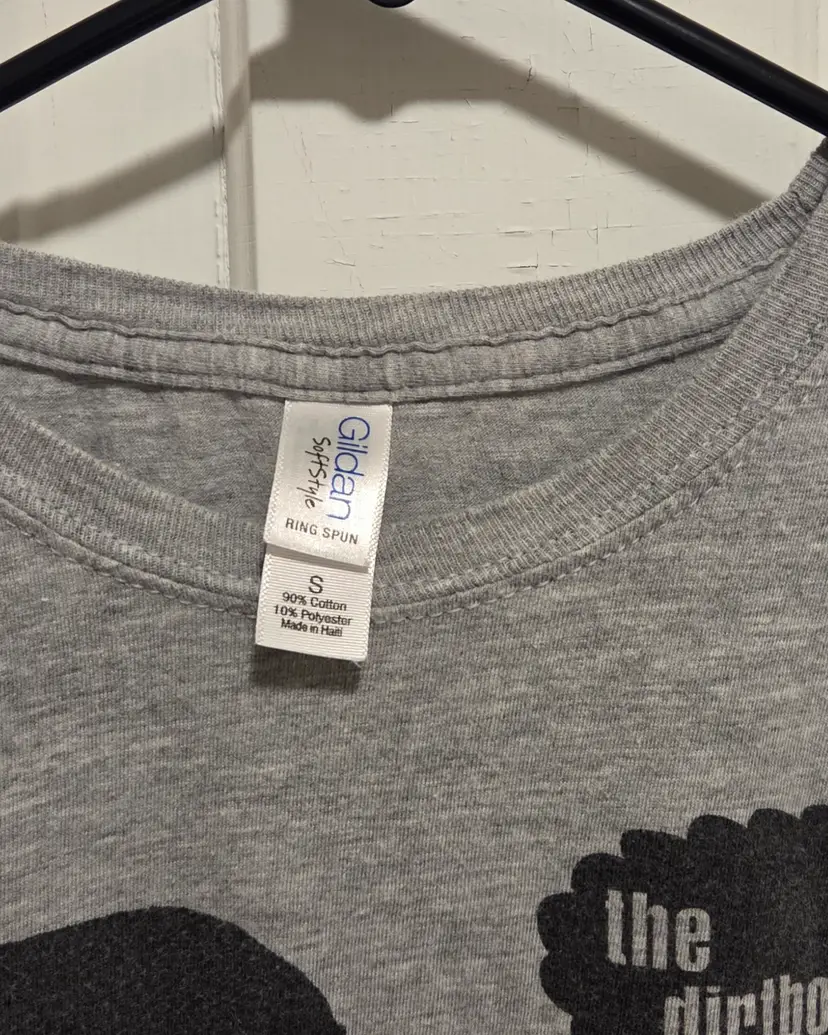 Gildan
SoftStyle
RING SPUN
S
90% Cotton
10% Polyester
Made in Haiti
the